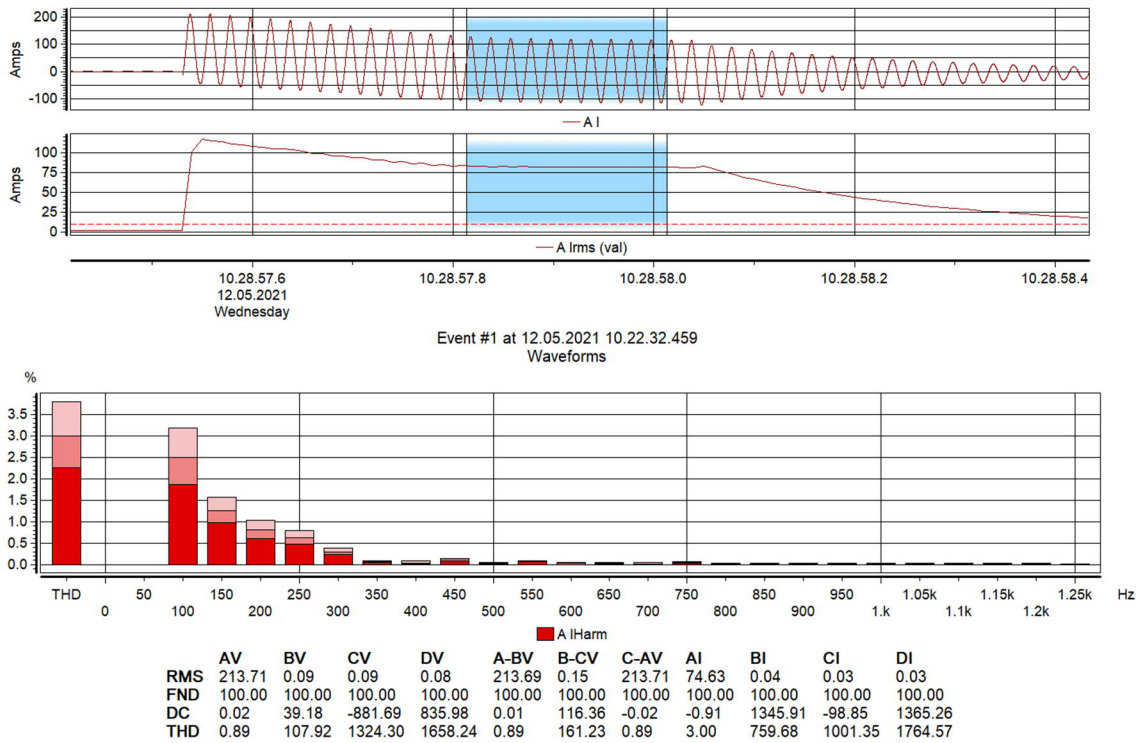 200
100
0
-100
Amps
A I
100
75
50
25
0
Amps
A Irms (val)
10.28.57.6 10.28.57.8 10.28.58.0 10.28.58.2 10.28.58.4
12.05.2021
Wednesday
Event #1 at 12.05.2021 10.22.32.459
Waveforms
%
3.5
3.0
2.5
2.0
1.5
1.0
0.5
0.0
THD 50 150 250 350 450 550 650 750 850 950 1.05k 1.15k 1.25k Hz
0 100 200 300 400 500 600 700 800 900 1.k 1.1k 1.2k
A IHarm
AV BV CV DV A-BV B-CV C-AV AI BI CI DI
RMS 213.71 0.09 0.09 0.08 213.69 0.15 213.71 74.63 0.04 0.03 0.03
FND 100.00 100.00 100.00 100.00 100.00 100.00 100.00 100.00 100.00 100.00 100.00
DC 0.02 39.18 -881.69 835.98 0.01 116.36 -0.02 -0.91 1345.91 -98.85 1365.26
THD 0.89 107.92 1324.30 1658.24 0.89 161.23 0.89 3.00 759.68 1001.35 1764.57